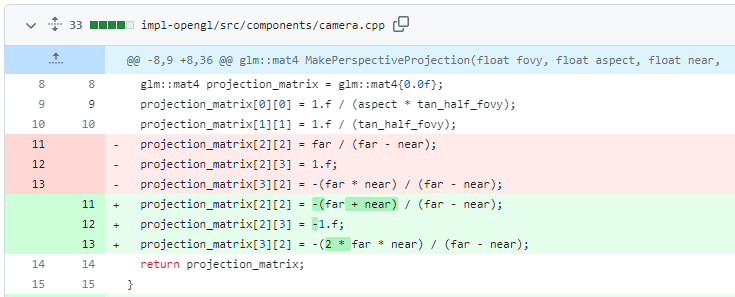 33 impl-opengl/src/components/camera.cpp
@@ -8,9 +8,36 @@ glm::mat4 MakePerspectiveProjection(float fovy, float aspect, float near,
8 8 glm::mat4 projection_matrix = glm::mat4{0.0f};
9 9 projection_matrix[0][0] = 1.f / (aspect * tan_half_fovy);
10 10 projection_matrix[1][1] = 1.f / (tan_half_fovy);
11 - projection_matrix[2][2] = far / (far - near);
12 - projection_matrix[2][3] = 1.f;
13 - projection_matrix[3][2] = -(far * near) / (far - near);
11 + projection_matrix[2][2] = -(far + near) / (far - near);
12 + projection_matrix[2][3] = -1.f;
13 + projection_matrix[3][2] = -(2 * far * near) / (far - near);
14 14 return projection_matrix;
15 15 }